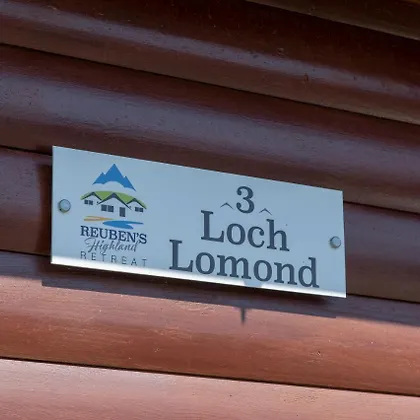 REUBEN'S
Highland
RETREAT
3
Loch
Lomond